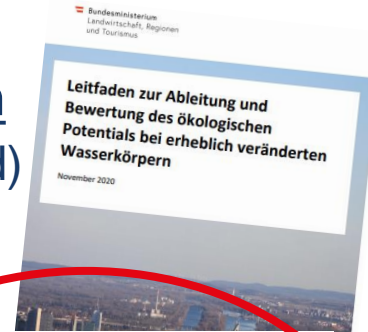 Bundesministerium
Landwirtschaft, Regionen
und Tourismus
Leitfaden zur Ableitung und
Bewertung des ökologischen
Potentials bei erheblich veränderten
Wasserkörpern
November 2020